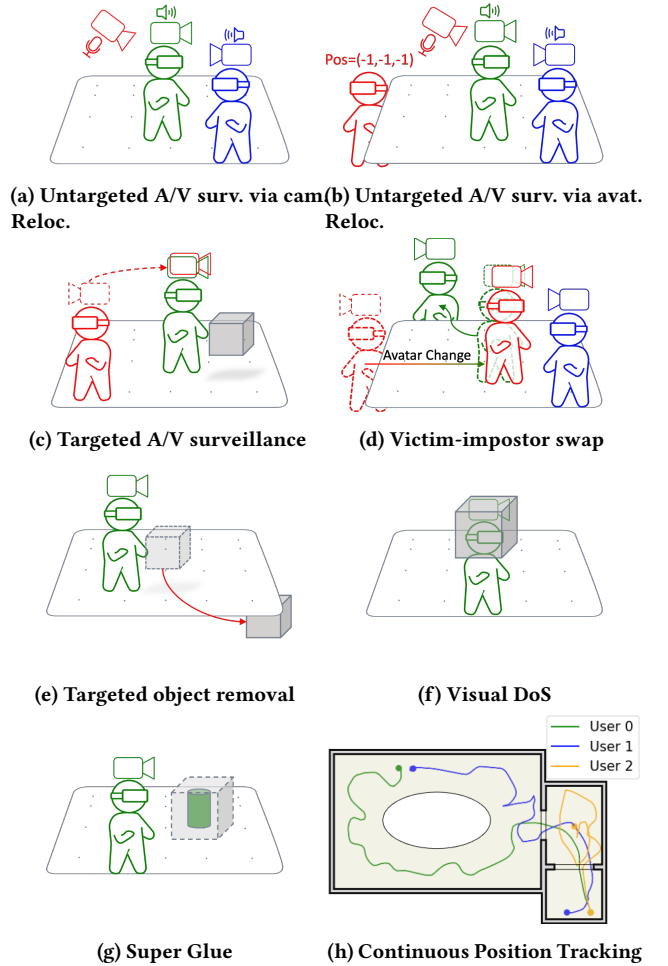 Pos=(-1,-1,-1)
(a) Untargeted A/V surv. via cam.
Reloc.
(b) Untargeted A/V surv. via avat.
Reloc.
Avatar Change
(c) Targeted A/V surveillance
(d) Victim-impostor swap
(e) Targeted object removal
(f) Visual DoS
User 0
User 1
User 2
(g) Super Glue
(h) Continuous Position Tracking